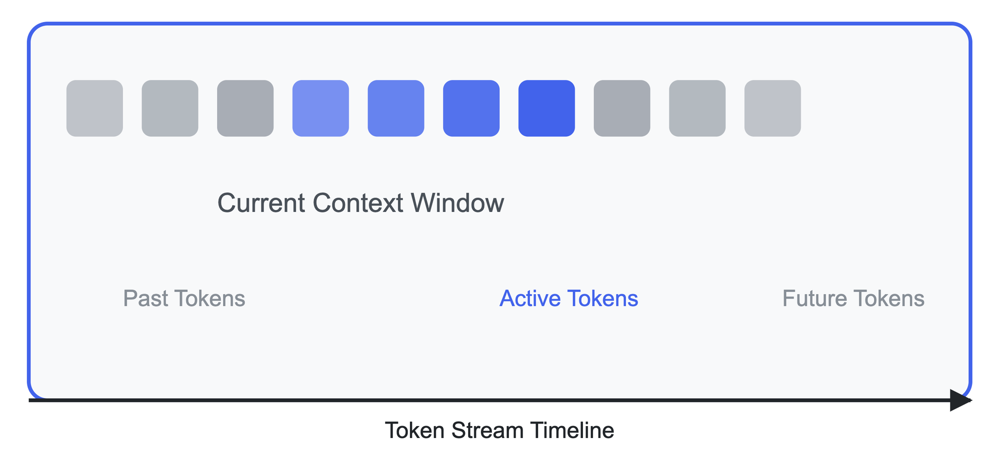 Current Context Window
Past Tokens
Active Tokens
Future Tokens
Token Stream Timeline